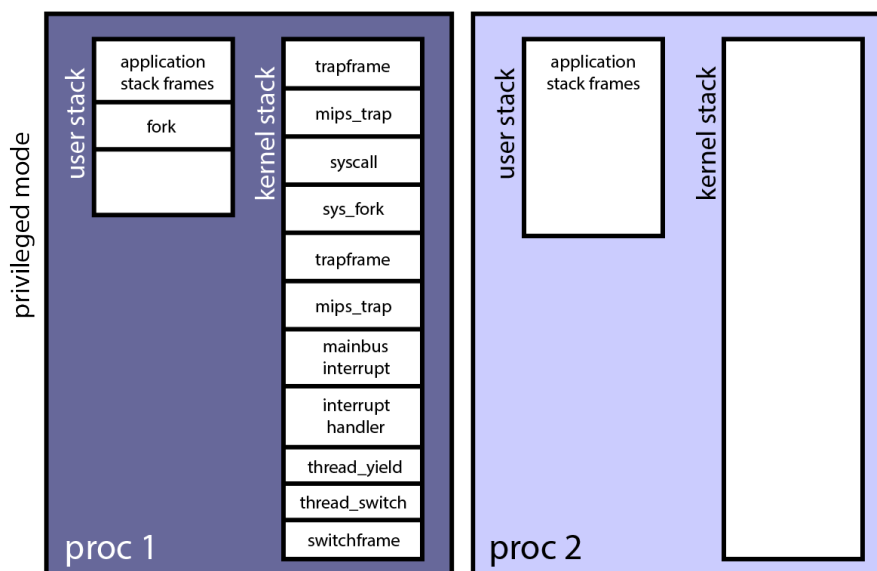 privileged mode
user stack
application
stack frames
fork
kernel stack
trapframe
mips_trap
syscall
sys_fork
trapframe
mips_trap
mainbus
interrupt
interrupt
handler
thread_yield
thread_switch
switchframe
proc 1
user stack
application
stack frames
kernel stack
proc 2